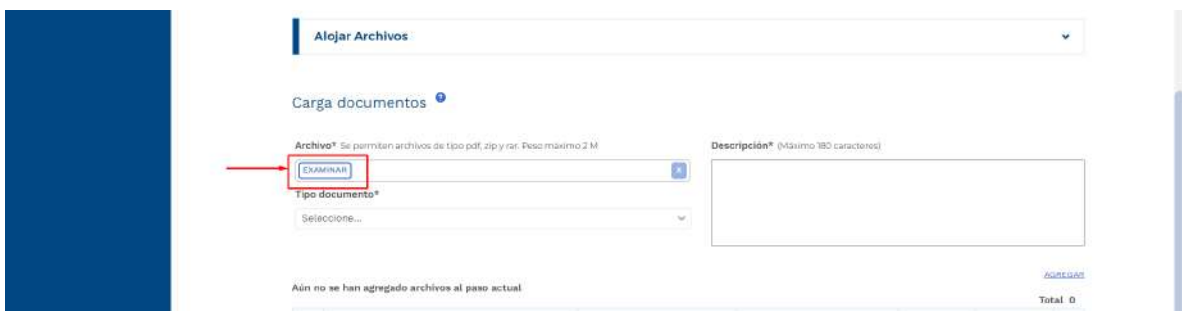 Alojar Archivos
Carga documentos ?
Archivo* Se permiten archivos de tipo pdf, zip y rar. Peso máximo 2 M
Descripción* (Máximo 180 caracteres)
EXAMINAR
x
Tipo documento*
Seleccione...
AGREGAR
Aún no se han agregado archivos al paso actual
Total 0